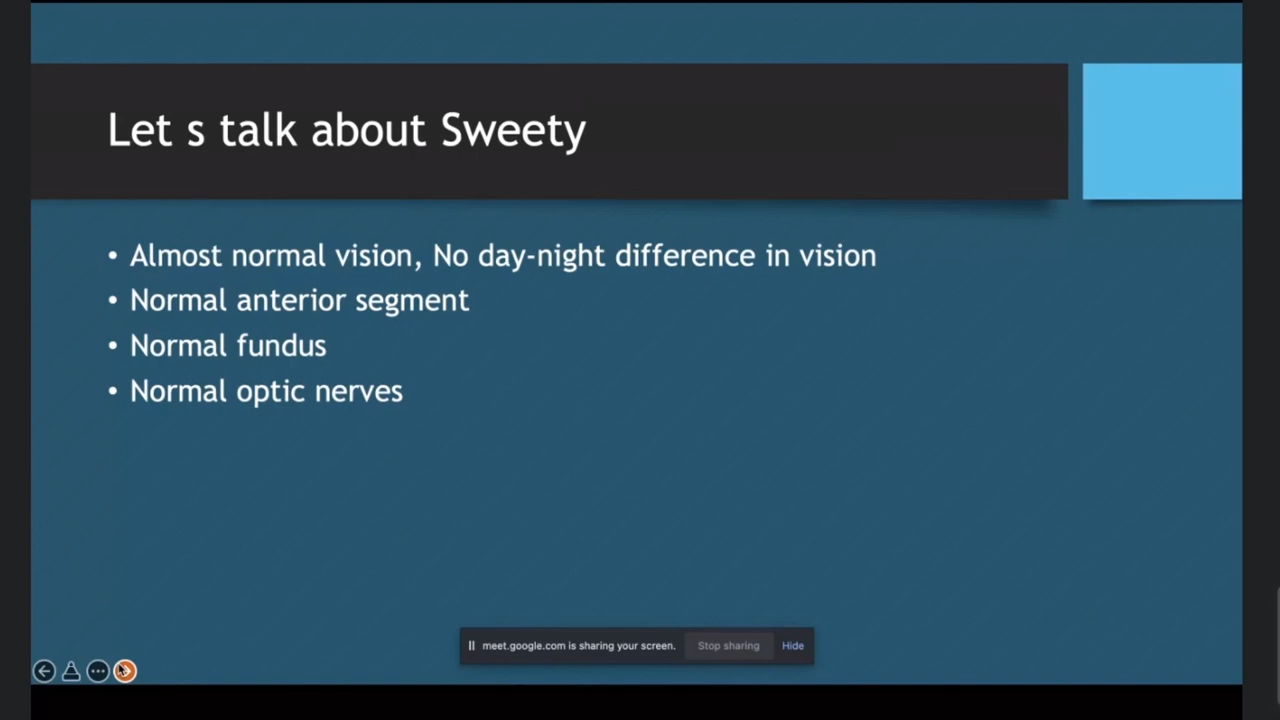 Let s talk about Sweety
• Almost normal vision, No day-night difference in vision
• Normal anterior segment
• Normal fundus
• Normal optic nerves
meet.google.com is sharing your screen. Stop sharing Hide